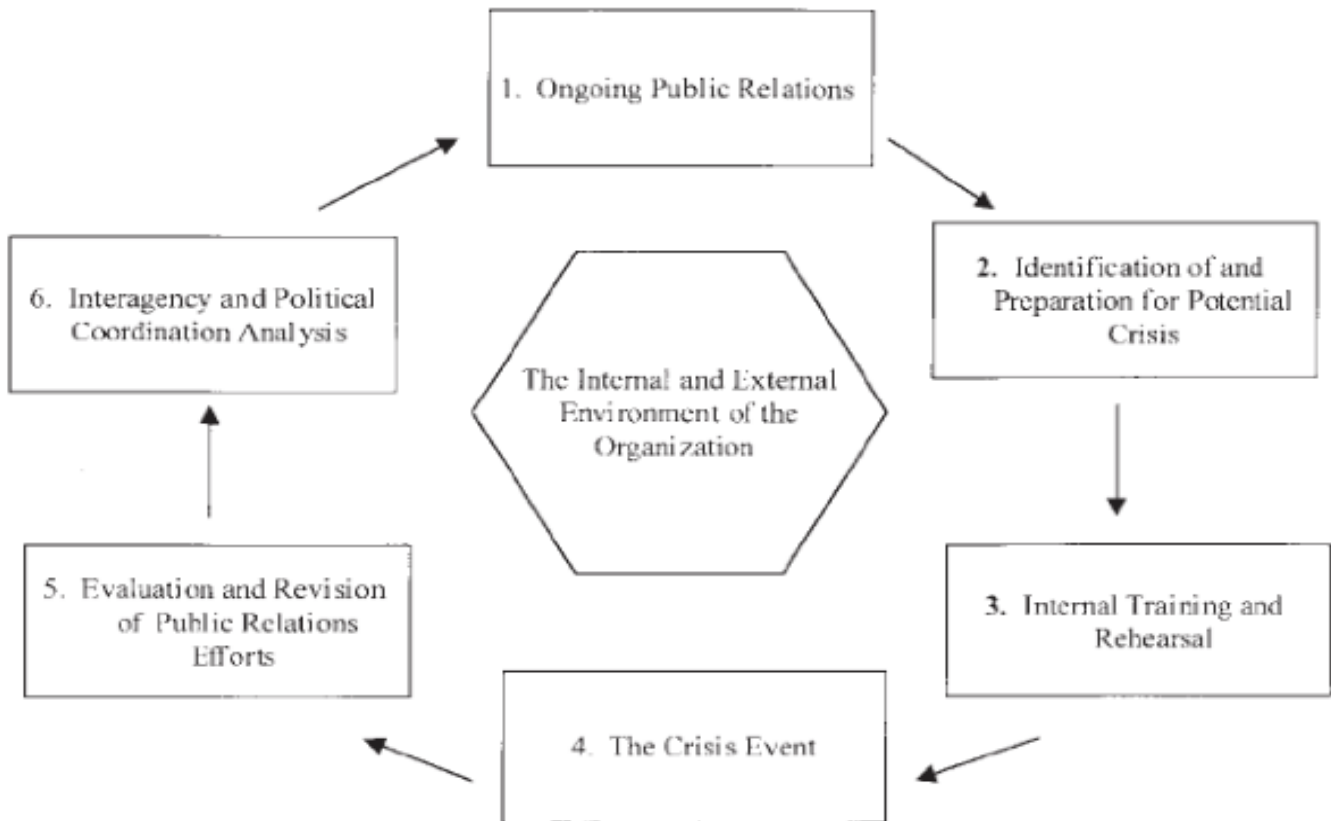 1. Ongoing Public Relations
2. Identification of and
Preparation for Potential
Crisis
3. Internal Training and
Rehearsal
4. The Crisis Event
5. Evaluation and Revision
of Public Relations
Efforts
6. Interagency and Political
Coordination Analysis
The Internal and External
Environment of the
Organization